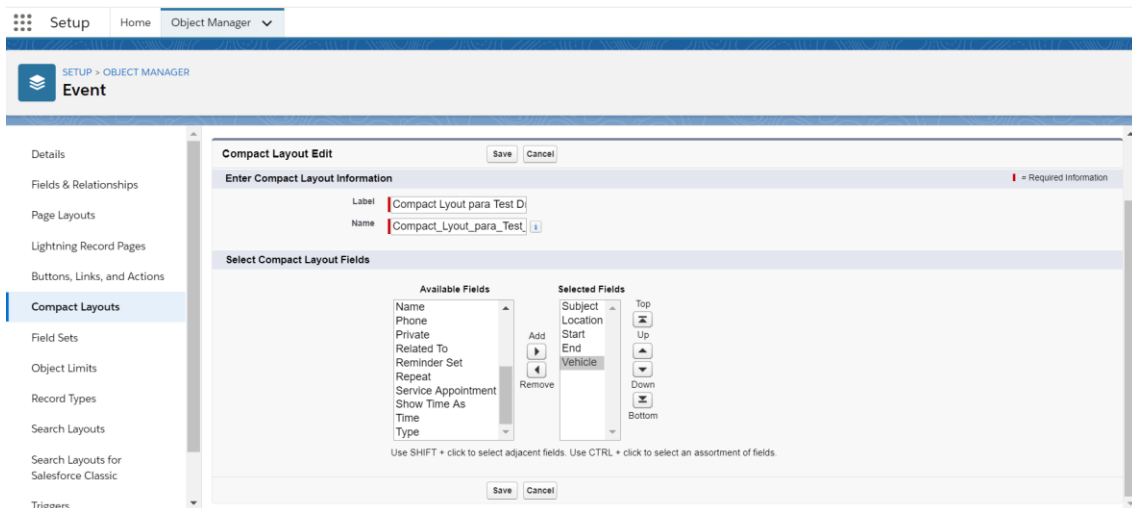 Setup Home Object Manager
SETUP > OBJECT MANAGER
Event
Details
Fields & Relationships
Page Layouts
Lightning Record Pages
Buttons, Links, and Actions
Compact Layouts
Field Sets
Object Limits
Record Types
Search Layouts
Search Layouts for
Salesforce Classic
Triggers
Compact Layout Edit Save Cancel
Enter Compact Layout Information = Required Information
Label Compact Lyout para Test D
Name Compact_Lyout_para_Test_ i
Select Compact Layout Fields
Available Fields
Name
Phone
Private
Related To
Reminder Set
Repeat
Service Appointment
Show Time As
Time
Type
Add
Remove
Selected Fields
Subject
Location
Start
End
Vehicle
Top
Up
Down
Bottom
Use SHIFT + click to select adjacent fields. Use CTRL + click to select an assortment of fields.
Save Cancel